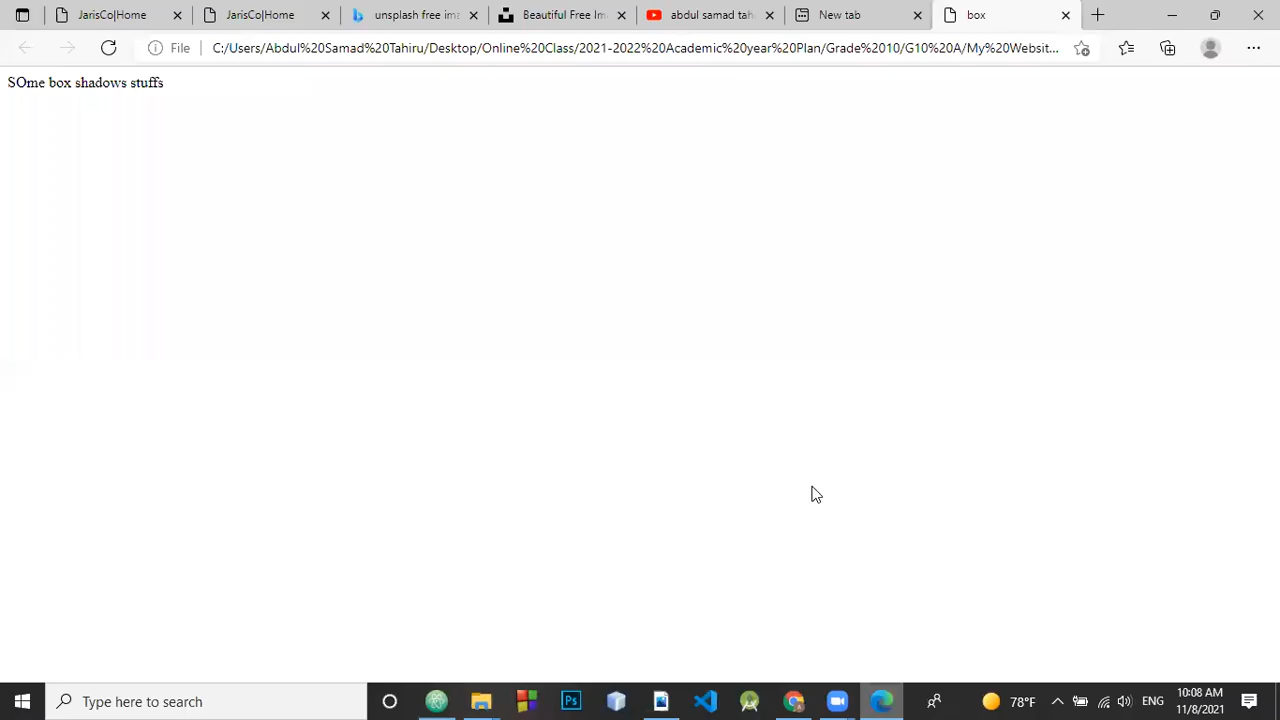 JarisCo|Home
JarisCo|Home
unsplash free ima
Beautiful Free Im
abdul samad tah
New tab
box
File
C:/Users/Abdul%20Samad%20Tahiru/Desktop/Online%20Class/2021-2022%20Academic%20year%20Plan/Grade%2010/G10%20A/My%20Websit...
SOme box shadows stuffs
Type here to search
Ps
78°F
ENG
10:08 AM
11/8/2021